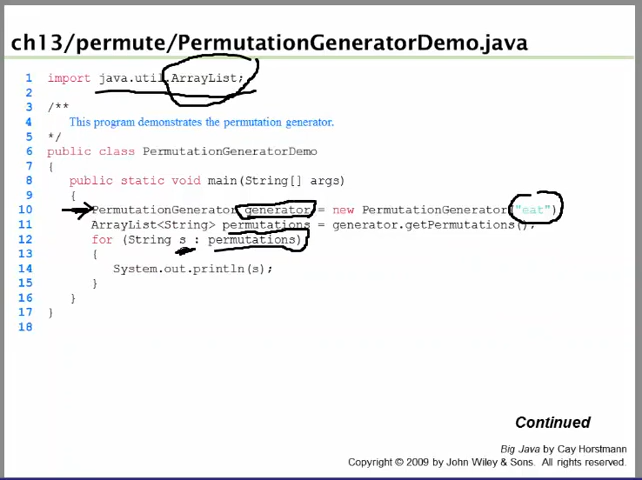 ch13/permute/PermutationGeneratorDemo.java
1 import java.util.ArrayList;
2
3 /**
4 This program demonstrates the permutation generator.
5 */
6 public class PermutationGeneratorDemo
7 {
8 public static void main(String[] args)
9 {
10 PermutationGenerator generator = new PermutationGenerator("eat");
11 ArrayList<String> permutations = generator.getPermutations();
12 for (String s : permutations)
13 {
14 System.out.println(s);
15 }
16 }
17 }
18
Continued
Big Java by Cay Horstmann
Copyright © 2009 by John Wiley & Sons. All rights reserved.